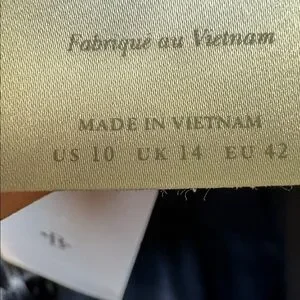 Fabriqué au Vietnam
MADE IN VIETNAM
US 10 UK 14 EU 42